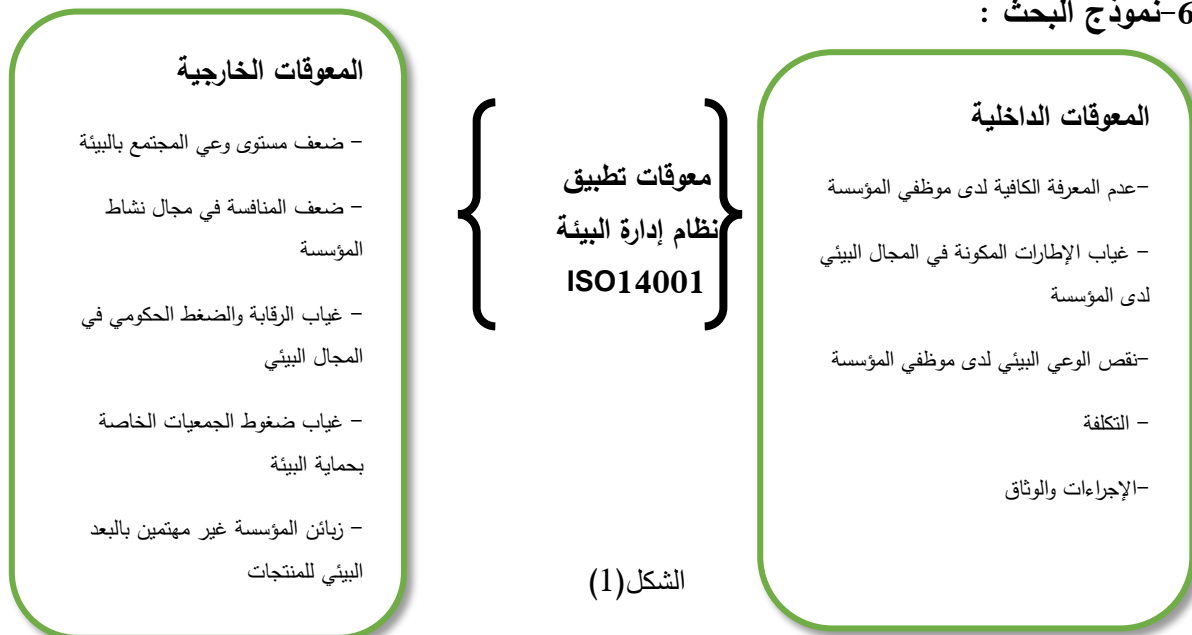 6-نموذج البحث :
المعوقات الداخلية
-عدم المعرفة الكافية لدى موظفي المؤسسة
- غياب الإطارات المكونة في المجال البيئي
لدى المؤسسة
-نقص الوعي البيئي لدى موظفي المؤسسة
- التكلفة
-الإجراءات والوثاق
معوقات تطبيق
نظام إدارة البيئة
ISO14001
المعوقات الخارجية
- ضعف مستوى وعي المجتمع بالبيئة
- ضعف المنافسة في مجال نشاط
المؤسسة
- غياب الرقابة والضغط الحكومي في
المجال البيئي
- غياب ضغوط الجمعيات الخاصة
بحماية البيئة
- زبائن المؤسسة غير مهتمين بالبعد
البيئي للمنتجات
الشكل(1)